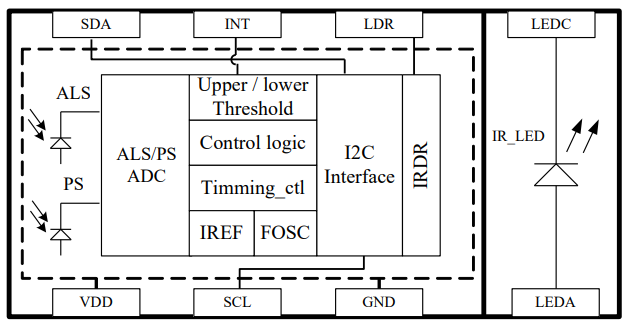 SDA
INT
LDR
LEDC
ALS
PS
ALS/PS
ADC
Upper / lower
Threshold
Control logic
Timming_ctl
IREF
FOSC
I2C
Interface
IRDR
IR_LED
VDD
SCL
GND
LEDA